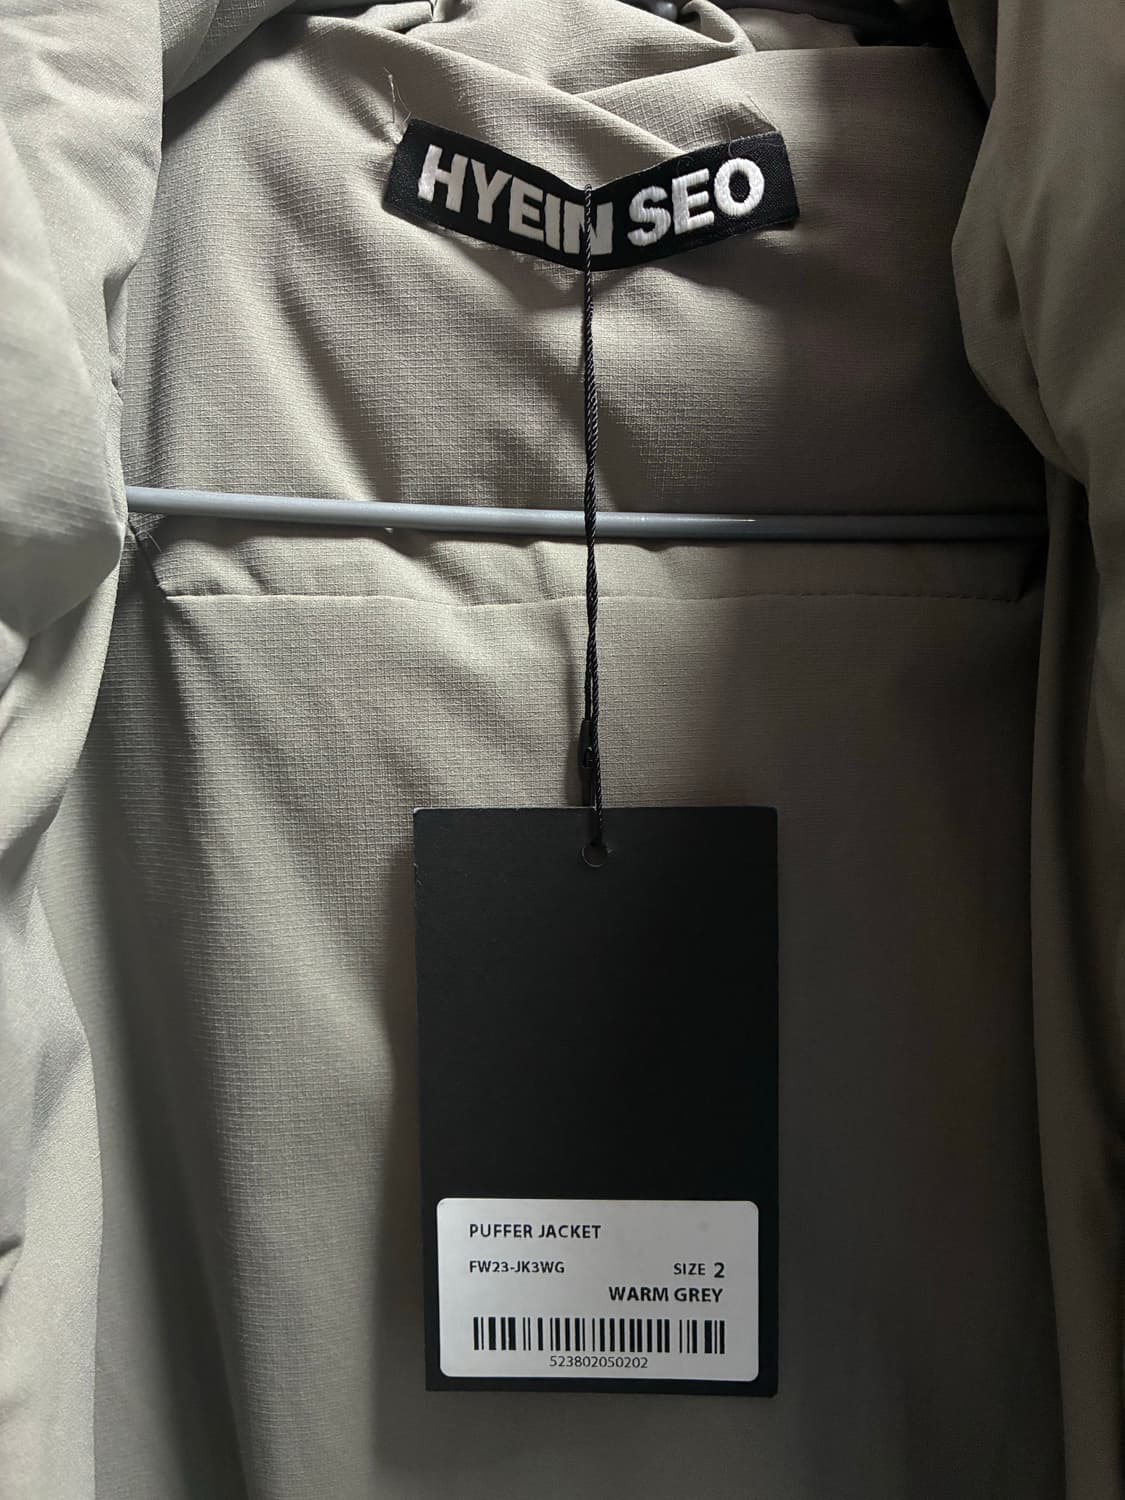 HYEIN SEO
PUFFER JACKET
FW23-JK3WG SIZE 2
WARM GREY
523802050202